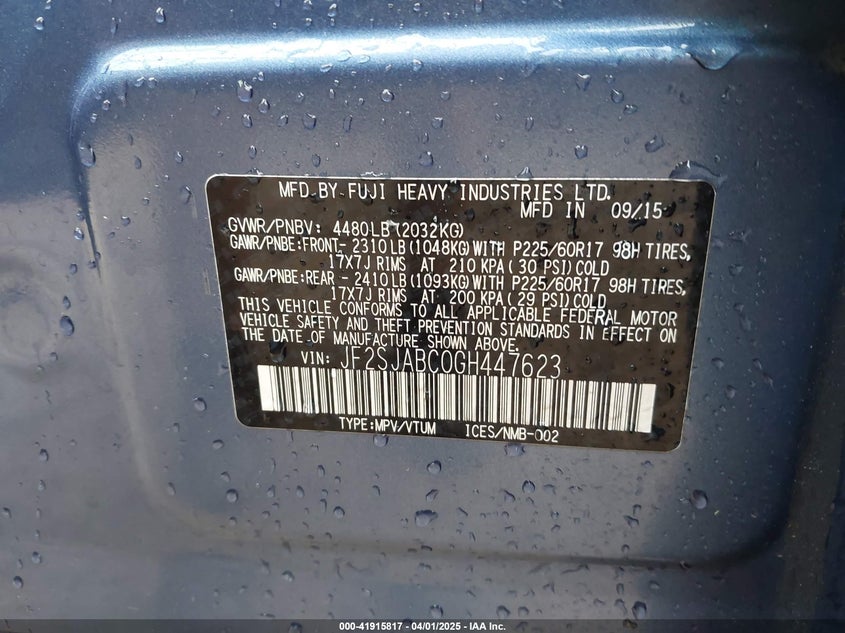 MFD.BY FUJI HEAVY INDUSTRIES LTD.
MFD IN 09/15
GVWR/PNBV: 4480LB(2032KG)
GAWR/PNBE:FRONT- 2310LB(1048KG)WITH P225/60R17 98H TIRES,
17X7J RIMS AT 210 KPA(30 PSI)COLD
GAWR/PNBE:REAR - 2410LB(1093KG)WITH P225/60R17 98H TIRES,
17X7J RIMS AT 200 KPA(29 PSI)COLD
THIS VEHICLE CONFORMS TO ALL APPLICABLE FEDERAL MOTOR
VEHICLE SAFETY AND THEFT PREVENTION STANDARDS IN EFFECT ON
THE DATE OF MANUFACTURE SHOWN ABOVE.
VIN: JF2SJABC0GH447623
TYPE:MPV/VTUM ICES/NMB-002
000-41915817 - 04/01/2025 - IAA Inc.